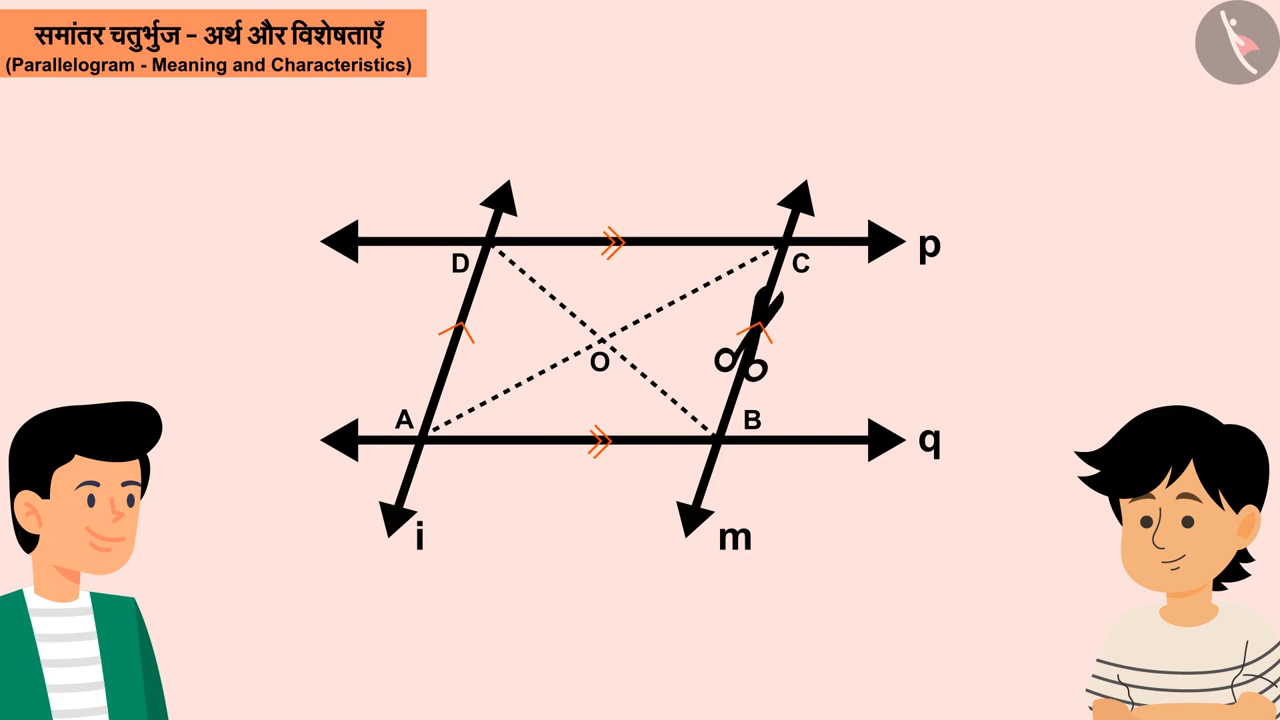 समांतर चतुर्भुज - अर्थ और विशेषताएँ
(Parallelogram - Meaning and Characteristics)
D
C
p
O
A
B
q
i
m